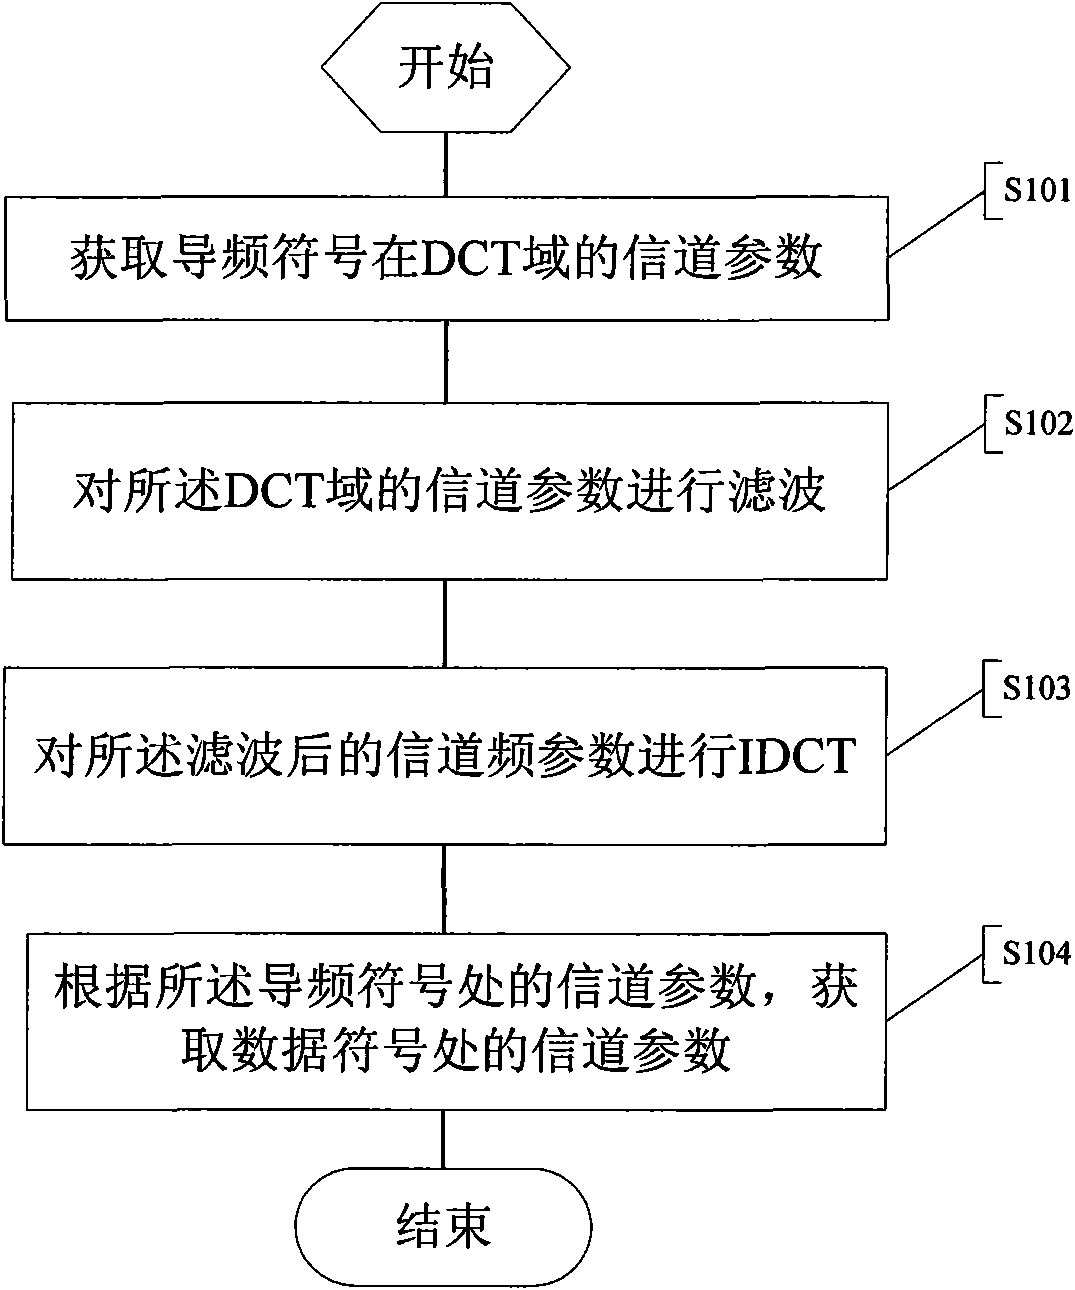 开始
S101
获取导频符号在DCT域的信道参数
S102
对所述DCT域的信道参数进行滤波
S103
对所述滤波后的信道频参数进行IDCT
S104
根据所述导频符号处的信道参数，获
取数据符号处的信道参数
结束